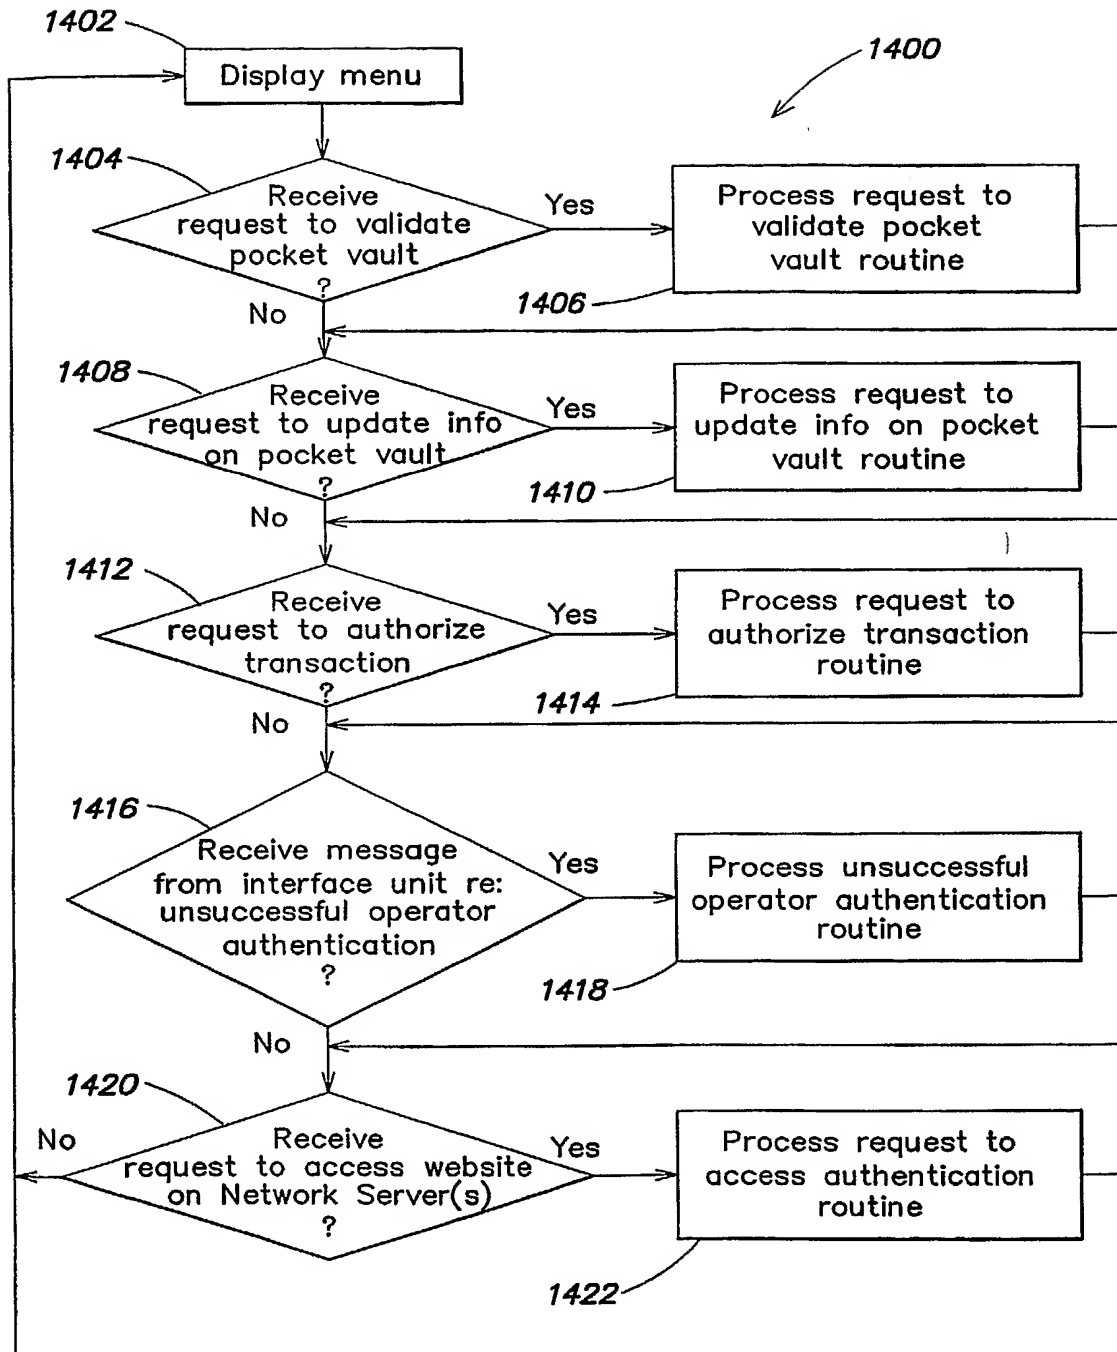 1402
Display menu
1400
1404
Receive
request to validate
pocket vault
?
Yes
No
Process request to
validate pocket
vault routine
1406
1408
Receive
request to update info
on pocket vault
?
Yes
No
Process request to
update info on pocket
vault routine
1410
1412
Receive
request to authorize
transaction
?
Yes
No
Process request to
authorize transaction
routine
1414
1416
Receive message
from interface unit re:
unsuccessful operator
authentication
?
Yes
No
Process unsuccessful
operator authentication
routine
1418
1420
No
Receive
request to access website
on Network Server(s)
?
Yes
Process request to
access authentication
routine
1422